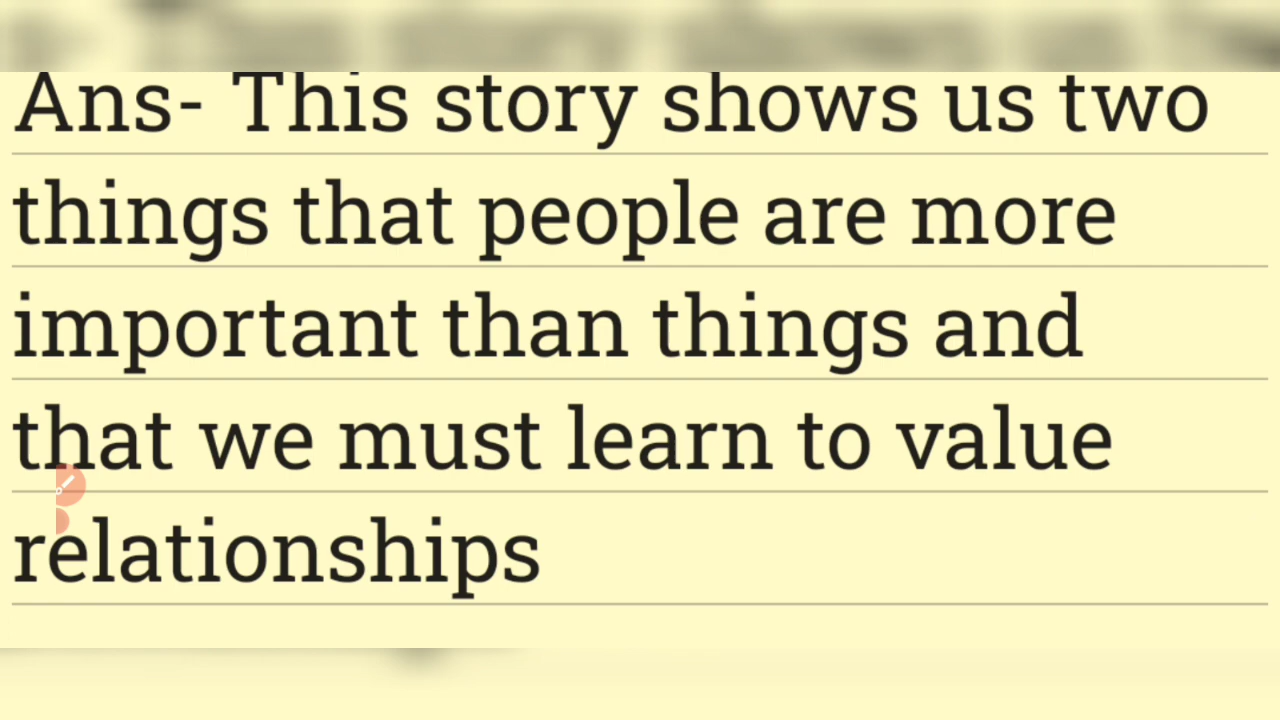 Ans- This story shows us two
things that people are more
important than things and
that we must learn to value
relationships